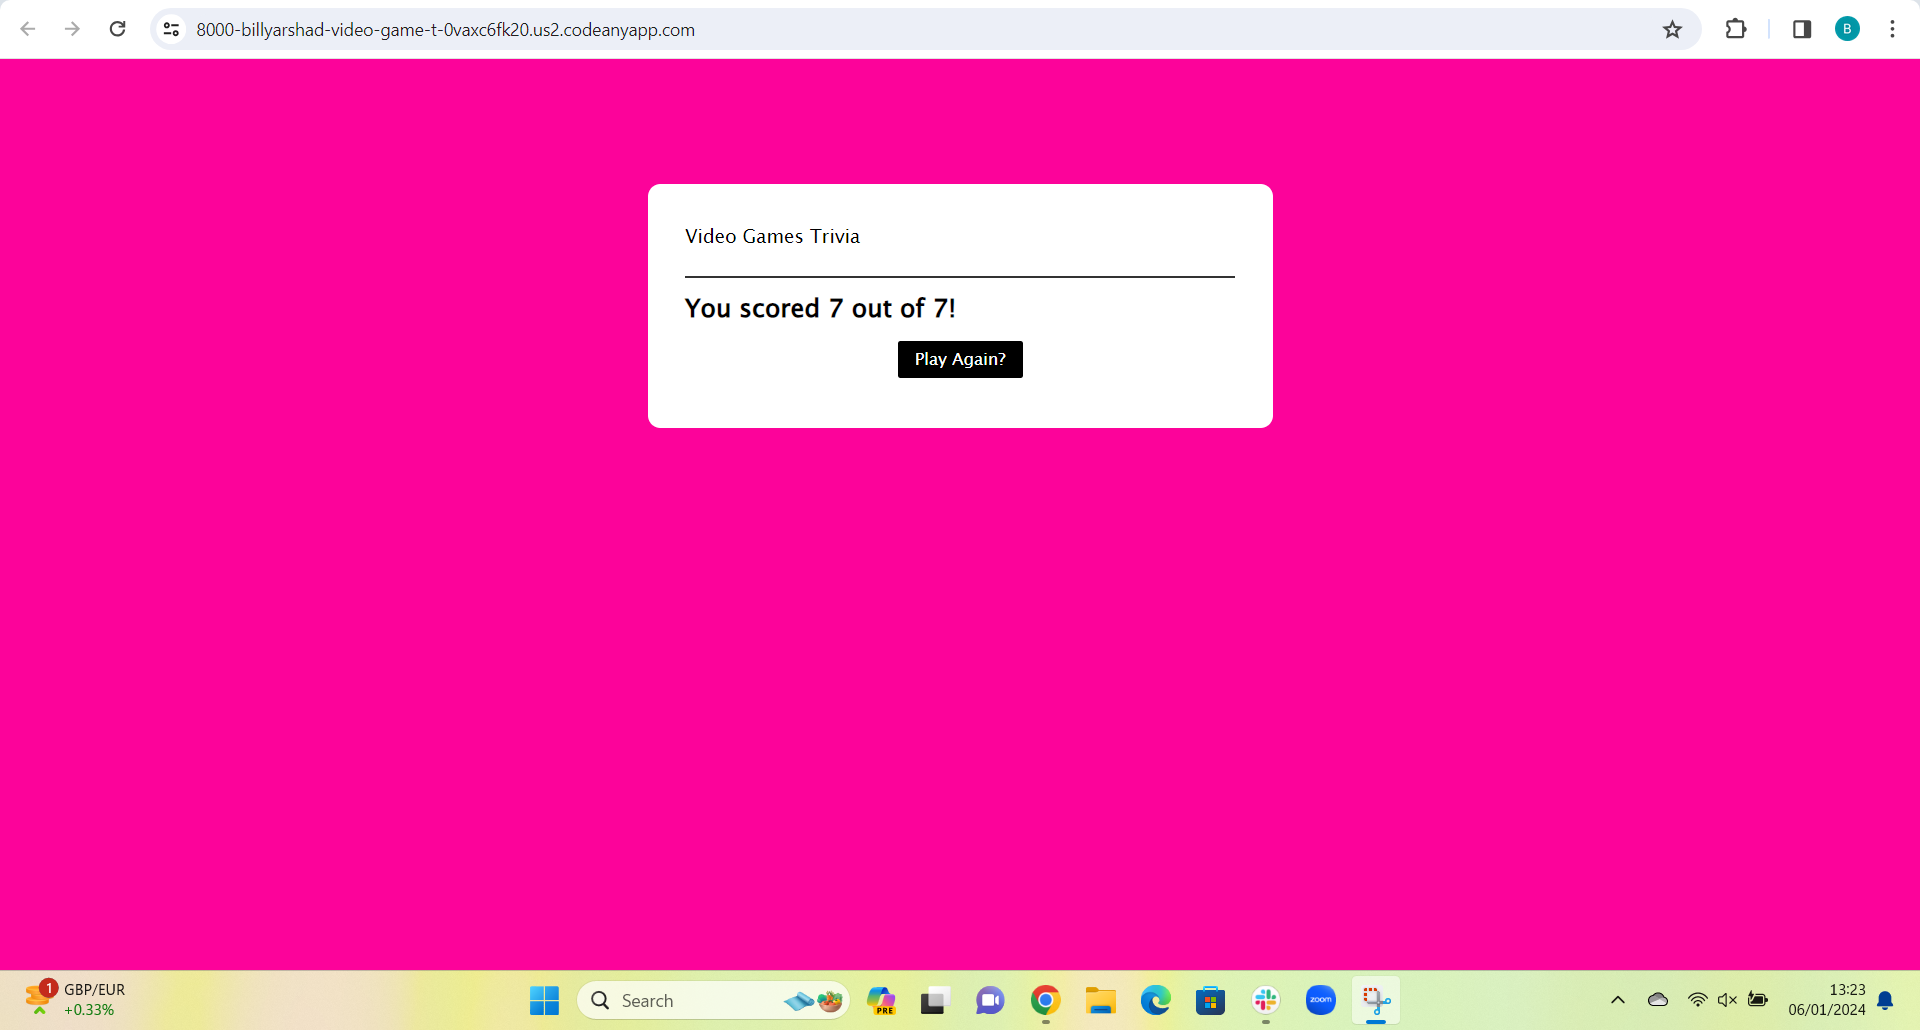 8000-billyarshad-video-game-t-0vaxc6fk20.us2.codeanyapp.com
B
Video Games Trivia
You scored 7 out of 7!
Play Again?
1
GBP/EUR
+0.33%
Search
PRE
zoom
13:23
06/01/2024